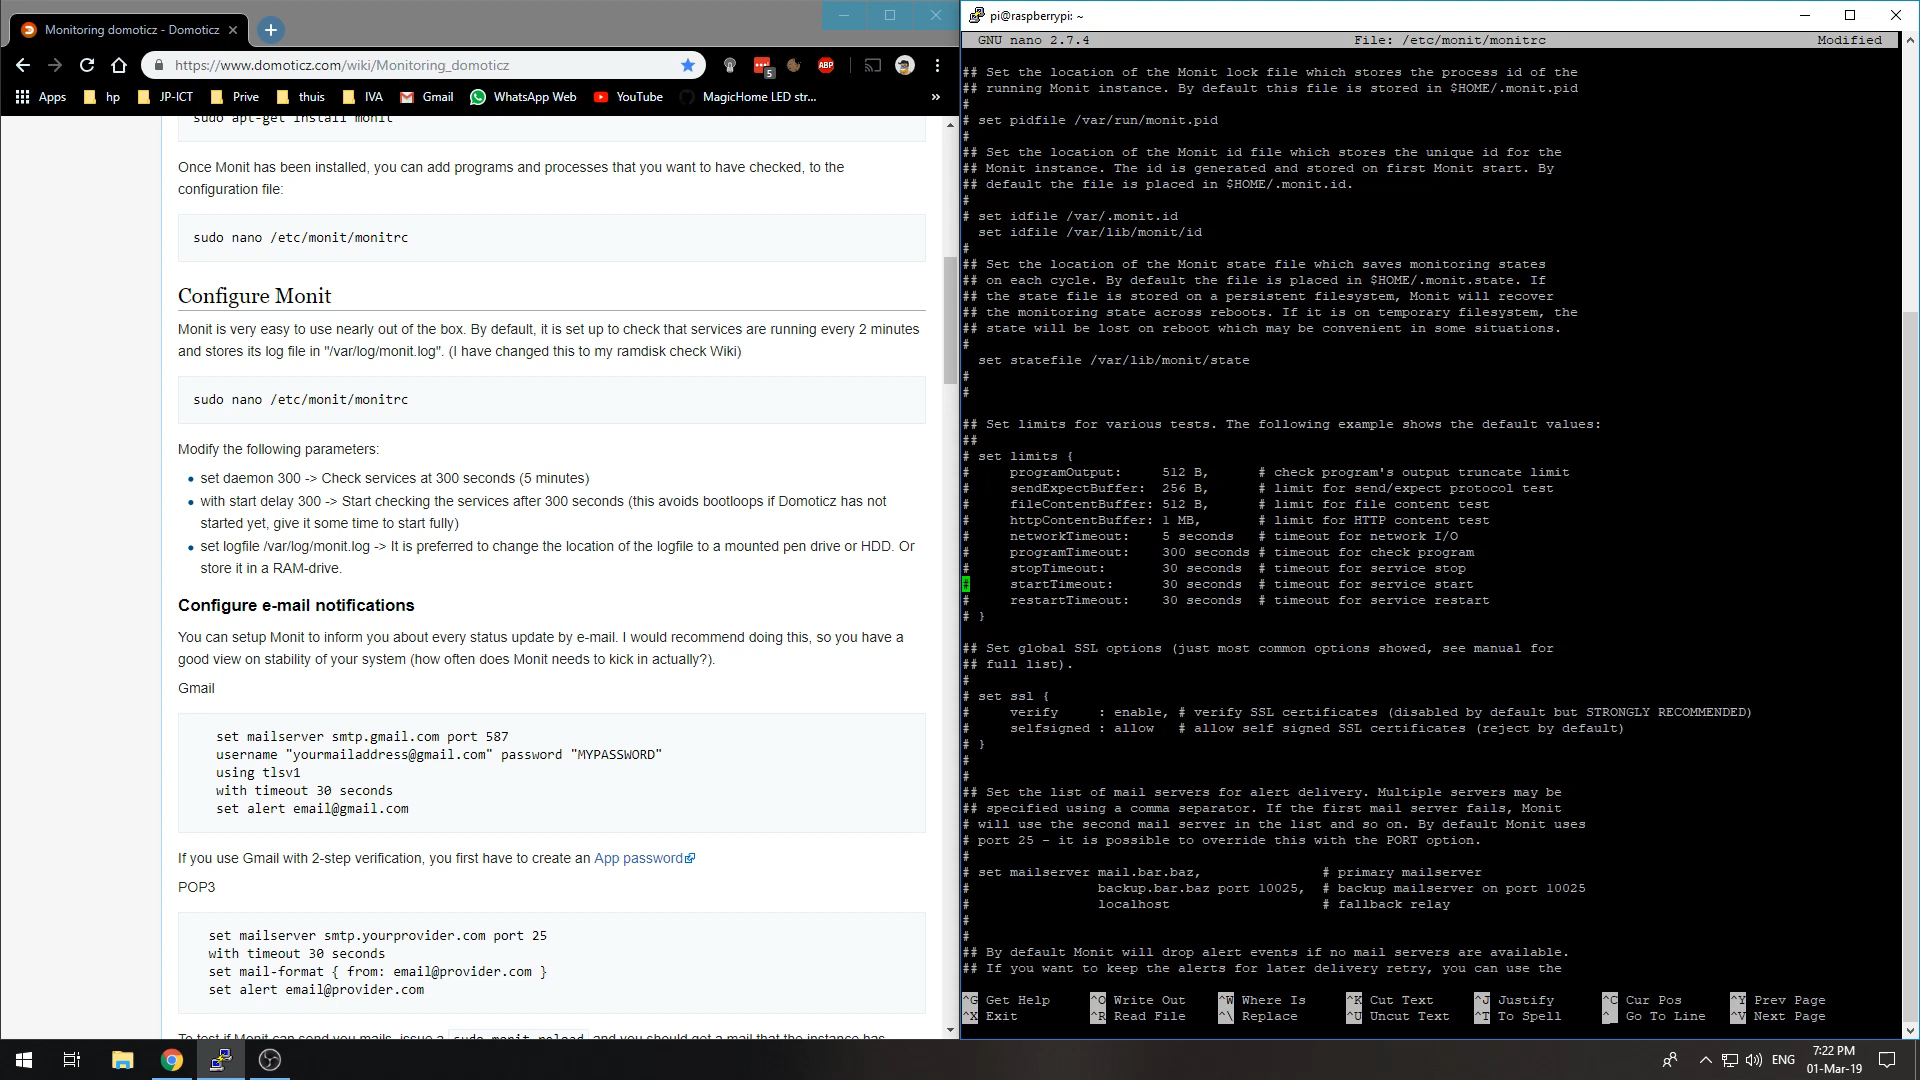 Monitoring domoticz - Domoticz
https://www.domoticz.com/wiki/Monitoring_domoticz
5
ABP
Apps
hp
JP-ICT
Prive
thuis
IVA
Gmail
WhatsApp Web
YouTube
MagicHome LED str...
»
sudo apt-get install monit
Once Monit has been installed, you can add programs and processes that you want to have checked, to the
configuration file:
sudo nano /etc/monit/monitrc
Configure Monit
Monit is very easy to use nearly out of the box. By default, it is set up to check that services are running every 2 minutes
and stores its log file in "/var/log/monit.log". (I have changed this to my ramdisk check Wiki)
sudo nano /etc/monit/monitrc
Modify the following parameters:
set daemon 300 -> Check services at 300 seconds (5 minutes)
with start delay 300 -> Start checking the services after 300 seconds (this avoids bootloops if Domoticz has not
started yet, give it some time to start fully)
set logfile /var/log/monit.log -> It is preferred to change the location of the logfile to a mounted pen drive or HDD. Or
store it in a RAM-drive.
Configure e-mail notifications
You can setup Monit to inform you about every status update by e-mail. I would recommend doing this, so you have a
good view on stability of your system (how often does Monit needs to kick in actually?).
Gmail
set mailserver smtp.gmail.com port 587
username "yourmailaddress@gmail.com" password "MYPASSWORD"
using tlsv1
with timeout 30 seconds
set alert email@gmail.com
If you use Gmail with 2-step verification, you first have to create an App password
POP3
set mailserver smtp.yourprovider.com port 25
with timeout 30 seconds
set mail-format { from: email@provider.com }
set alert email@provider.com
To test if Monit can send you mails, issue a sudo monit reload and you should get a mail that the instance has
pi@raspberrypi: ~
GNU nano 2.7.4 File: /etc/monit/monitrc Modified
## Set the location of the Monit lock file which stores the process id of the
## running Monit instance. By default this file is stored in $HOME/.monit.pid
#
# set pidfile /var/run/monit.pid
#
## Set the location of the Monit id file which stores the unique id for the
## Monit instance. The id is generated and stored on first Monit start. By
## default the file is placed in $HOME/.monit.id.
#
# set idfile /var/.monit.id
set idfile /var/lib/monit/id
#
## Set the location of the Monit state file which saves monitoring states
## on each cycle. By default the file is placed in $HOME/.monit.state. If
## the state file is stored on a persistent filesystem, Monit will recover
## the monitoring state across reboots. If it is on temporary filesystem, the
## state will be lost on reboot which may be convenient in some situations.
#
set statefile /var/lib/monit/state
#
#
## Set limits for various tests. The following example shows the default values:
##
# set limits {
# programOutput: 512 B, # check program's output truncate limit
# sendExpectBuffer: 256 B, # limit for send/expect protocol test
# fileContentBuffer: 512 B, # limit for file content test
# httpContentBuffer: 1 MB, # limit for HTTP content test
# networkTimeout: 5 seconds # timeout for network I/O
# programTimeout: 300 seconds # timeout for check program
# stopTimeout: 30 seconds # timeout for service stop
# startTimeout: 30 seconds # timeout for service start
# restartTimeout: 30 seconds # timeout for service restart
# }
## Set global SSL options (just most common options showed, see manual for
## full list).
#
# set ssl {
# verify : enable, # verify SSL certificates (disabled by default but STRONGLY RECOMMENDED)
# selfsigned : allow # allow self signed SSL certificates (reject by default)
# }
#
#
## Set the list of mail servers for alert delivery. Multiple servers may be
## specified using a comma separator. If the first mail server fails, Monit
# will use the second mail server in the list and so on. By default Monit uses
# port 25 - it is possible to override this with the PORT option.
#
# set mailserver mail.bar.baz, # primary mailserver
# backup.bar.baz port 10025, # backup mailserver on port 10025
# localhost # fallback relay
#
#
## By default Monit will drop alert events if no mail servers are available.
## If you want to keep the alerts for later delivery retry, you can use the
^G Get Help ^O Write Out ^W Where Is ^K Cut Text ^J Justify ^C Cur Pos ^Y Prev Page
^X Exit ^R Read File ^\ Replace ^U Uncut Text ^T To Spell ^_ Go To Line ^V Next Page
ENG
7:22 PM
01-Mar-19